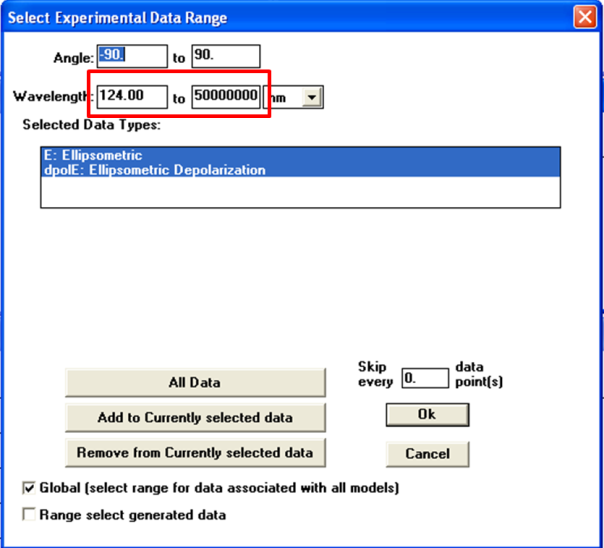 Select Experimental Data Range
Angle: -90. to 90.
Wavelength: 124.00 to 50000000 nm
Selected Data Types:
E: Ellipsometric
dpolE: Ellipsometric Depolarization
All Data
Skip every 0. data point(s)
Add to Currently selected data
Ok
Remove from Currently selected data
Cancel
Global (select range for data associated with all models)
Range select generated data